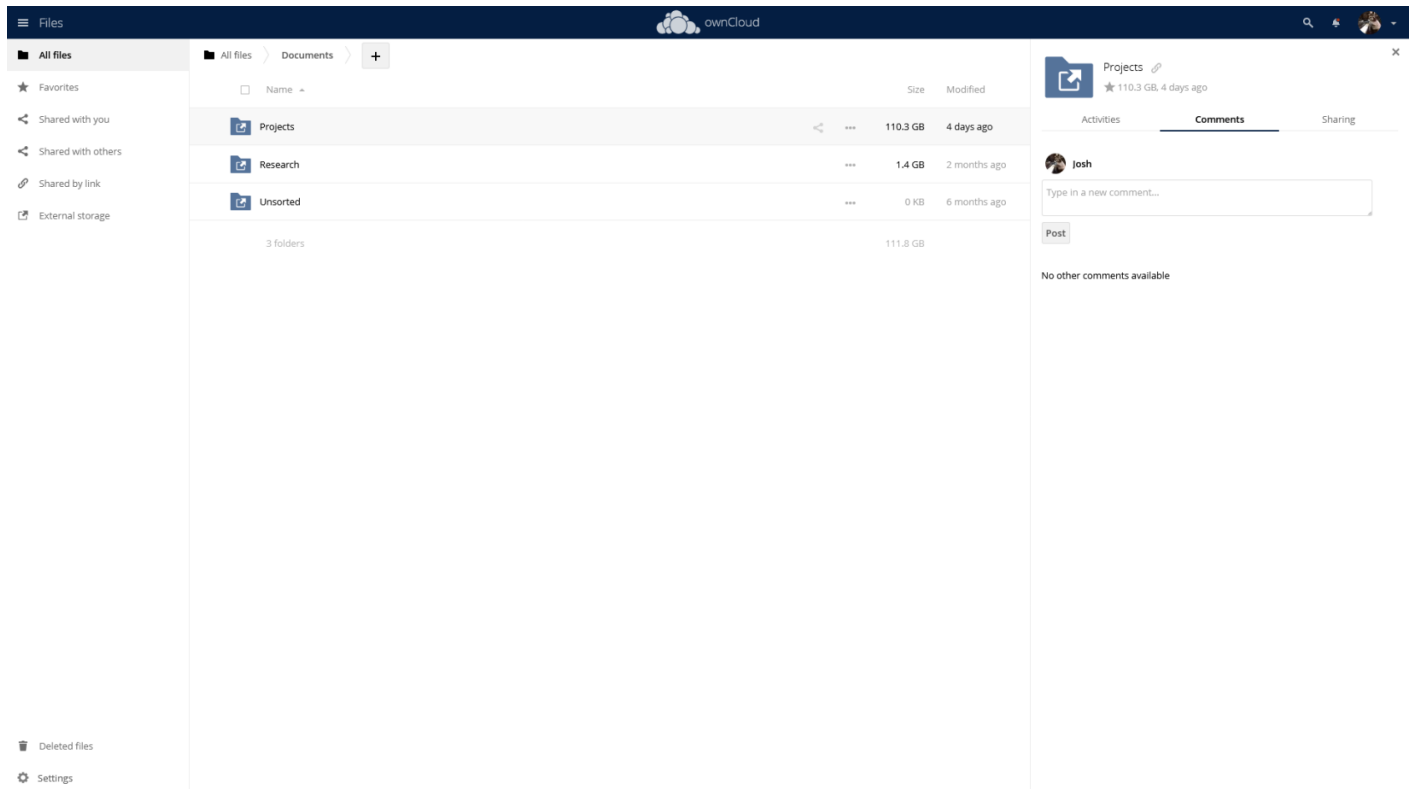 Files
ownCloud
All files
Favorites
Shared with you
Shared with others
Shared by link
External storage
Deleted files
Settings
All files Documents +
Name Size Modified
Projects 110.3 GB 4 days ago
Research 1.4 GB 2 months ago
Unsorted 0 KB 6 months ago
3 folders 111.8 GB
Projects
110.3 GB, 4 days ago
Activities Comments Sharing
Josh
Type in a new comment...
Post
No other comments available